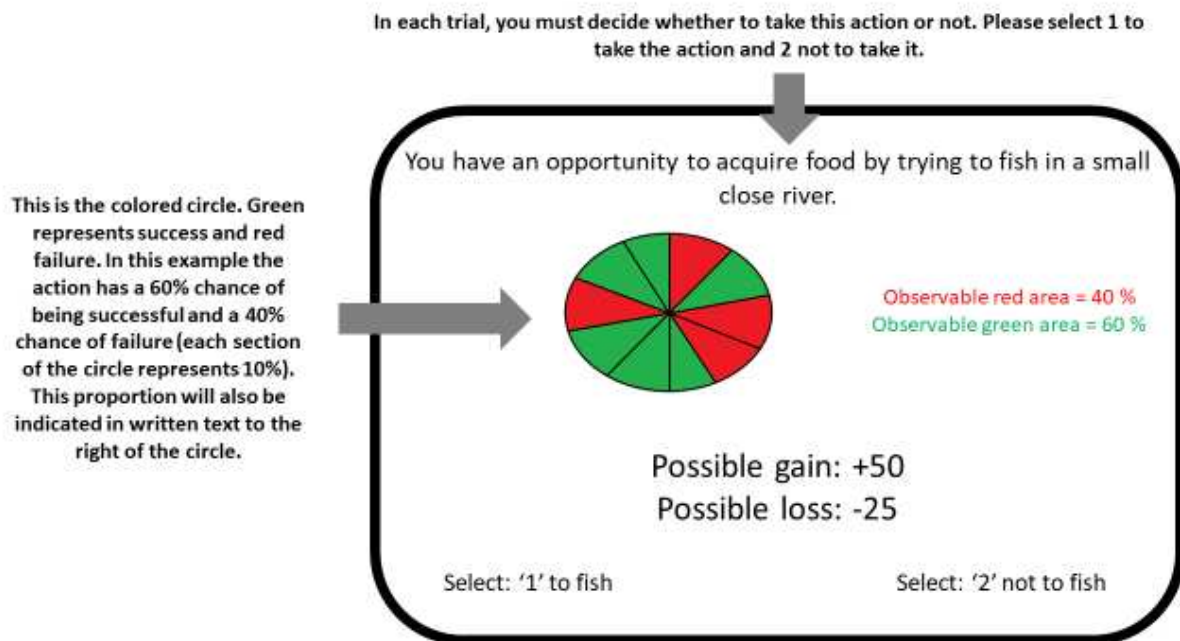 In each trial, you must decide whether to take this action or not. Please select 1 to
take the action and 2 not to take it.
This is the colored circle. Green
represents success and red
failure. In this example the
action has a 60% chance of
being successful and a 40%
chance of failure (each section
of the circle represents 10%).
This proportion will also be
indicated in written text to the
right of the circle.
You have an opportunity to acquire food by trying to fish in a small
close river.
Observable red area = 40 %
Observable green area = 60 %
Possible gain: +50
Possible loss: -25
Select: ‘1’ to fish
Select: ‘2’ not to fish